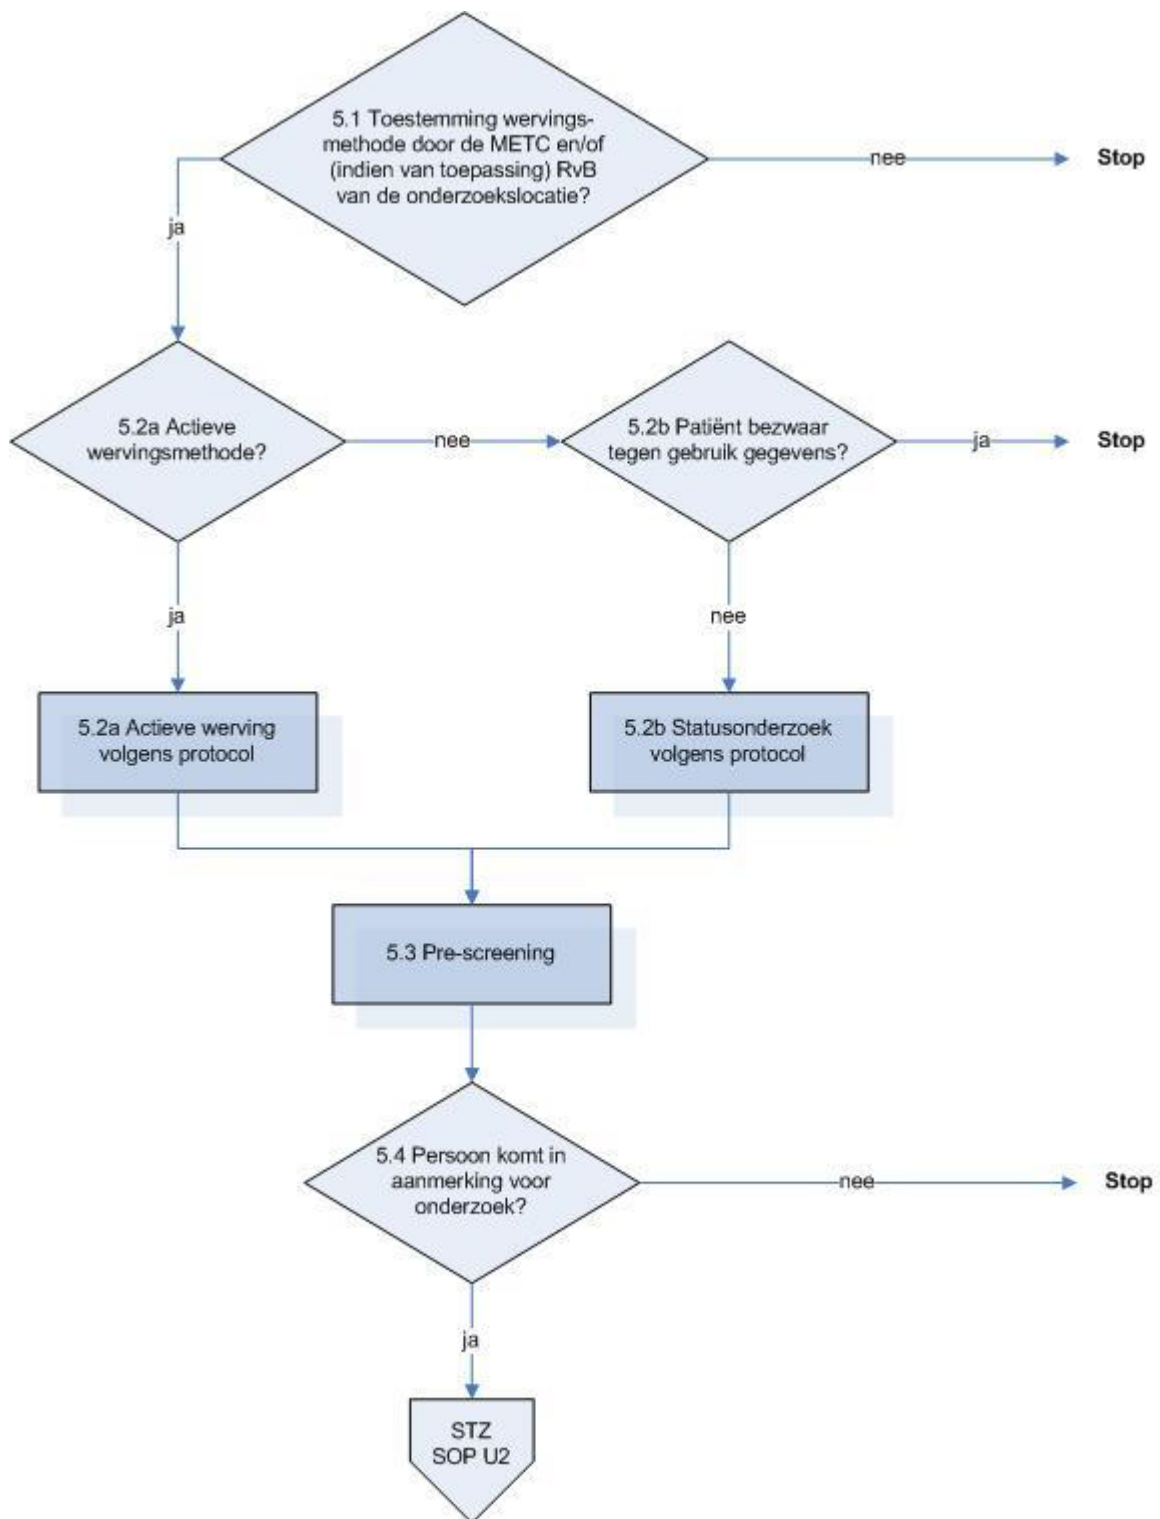 5.1 Toestemming wervings-
methode door de METC en/of
(indien van toepassing) RvB
van de onderzoekslocatie?
nee
Stop
ja
5.2a Actieve
wervingsmethode?
nee
5.2b Patiënt bezwaar
tegen gebruik gegevens?
ja
Stop
ja
nee
5.2a Actieve werving
volgens protocol
5.2b Statusonderzoek
volgens protocol
5.3 Pre-screening
5.4 Persoon komt in
aanmerking voor
onderzoek?
nee
Stop
ja
STZ
SOP U2